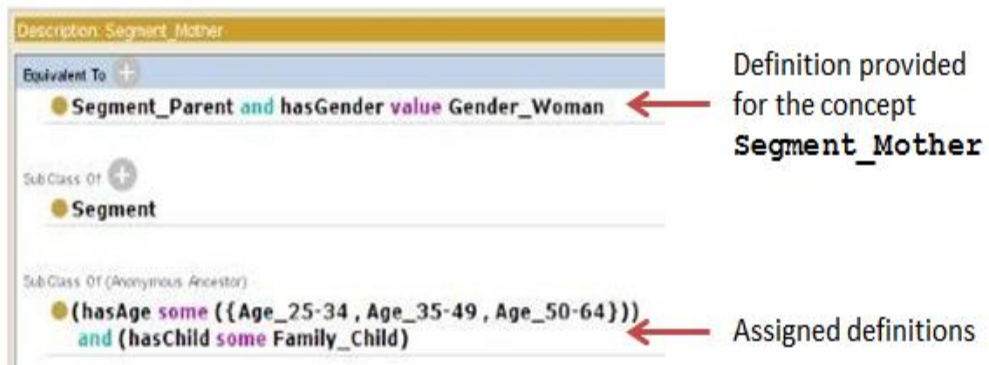 Description: Segment_Mother
Equivalent To
Segment_Parent and hasGender value Gender_Woman
SubClass Of
Segment
SubClass Of (Anonymous Ancestor)
(hasAge some ({Age_25-34 , Age_35-49 , Age_50-64}))
and (hasChild some Family_Child)
Definition provided
for the concept
Segment_Mother
Assigned definitions